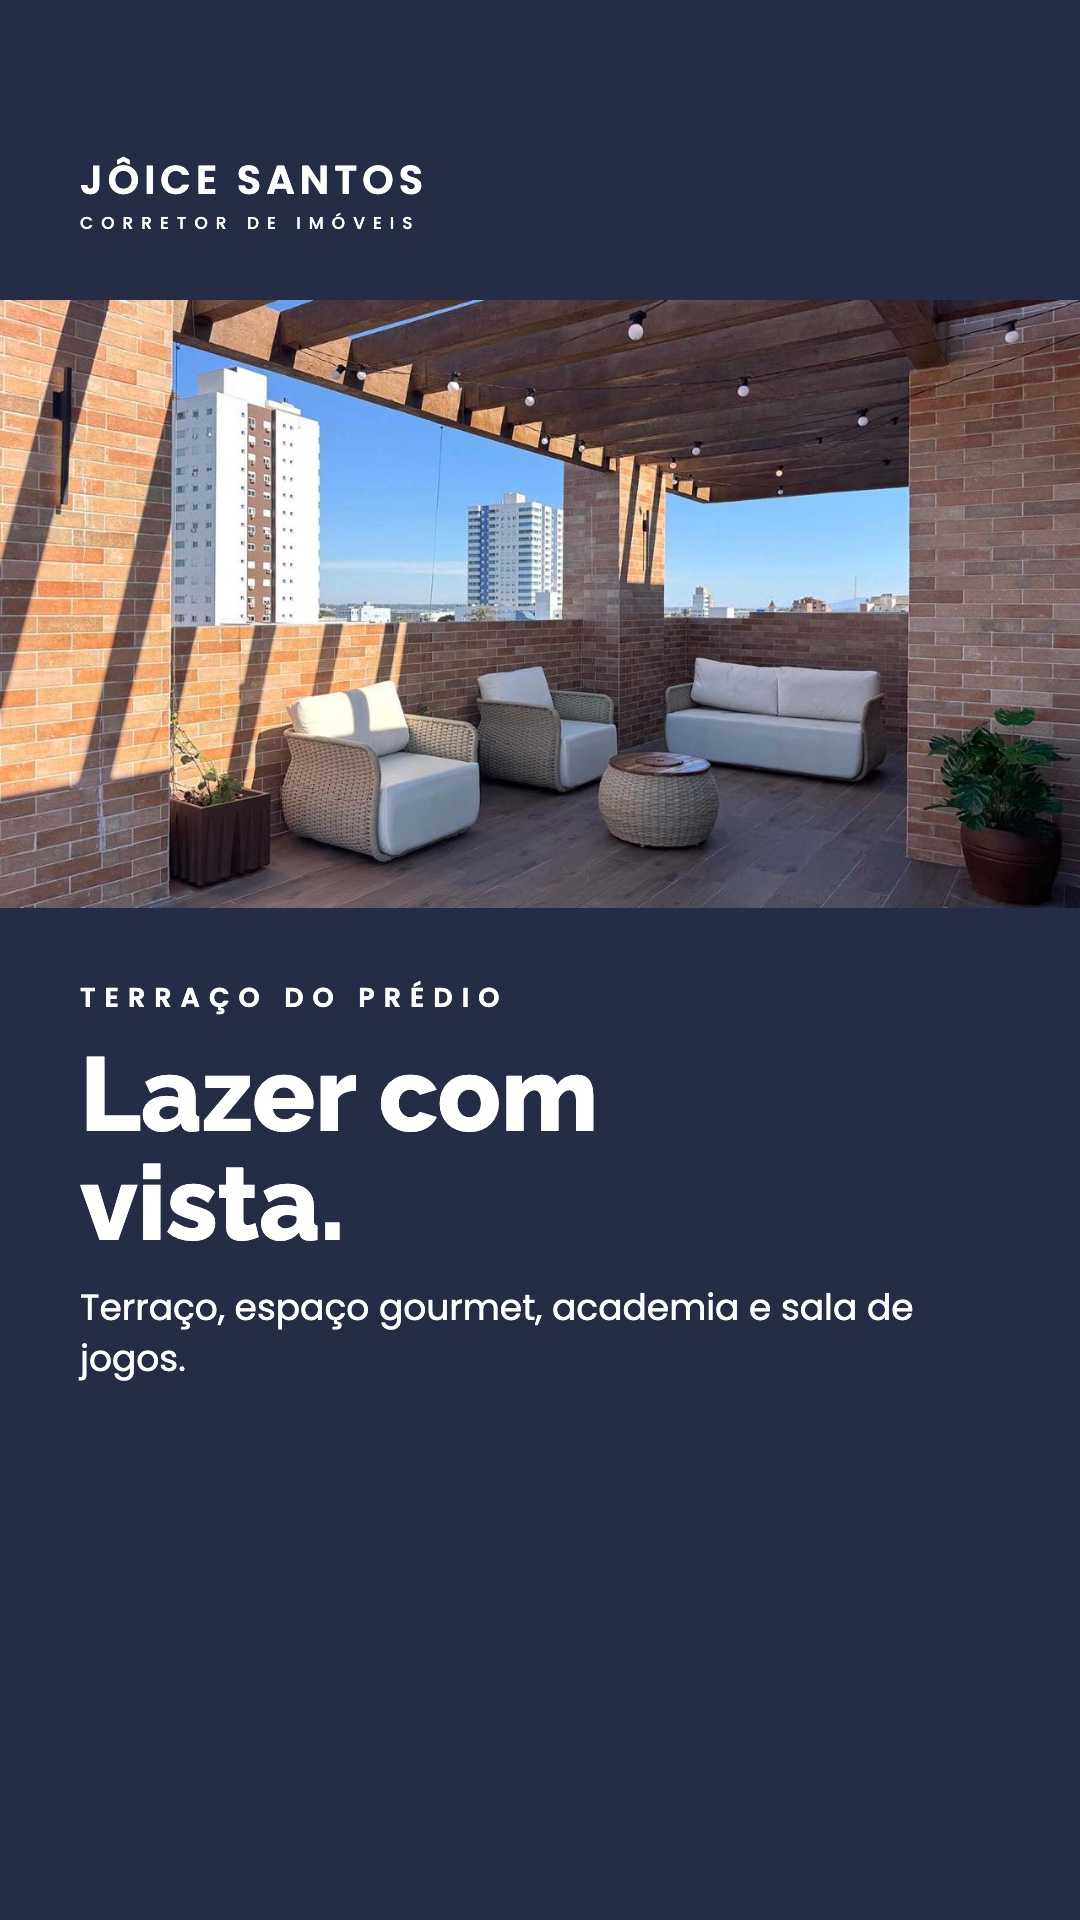 JÔICE SANTOS
CORRETOR DE IMÓVEIS
TERRAÇO DO PRÉDIO
Lazer com
vista.
Terraço, espaço gourmet, academia e sala de
jogos.